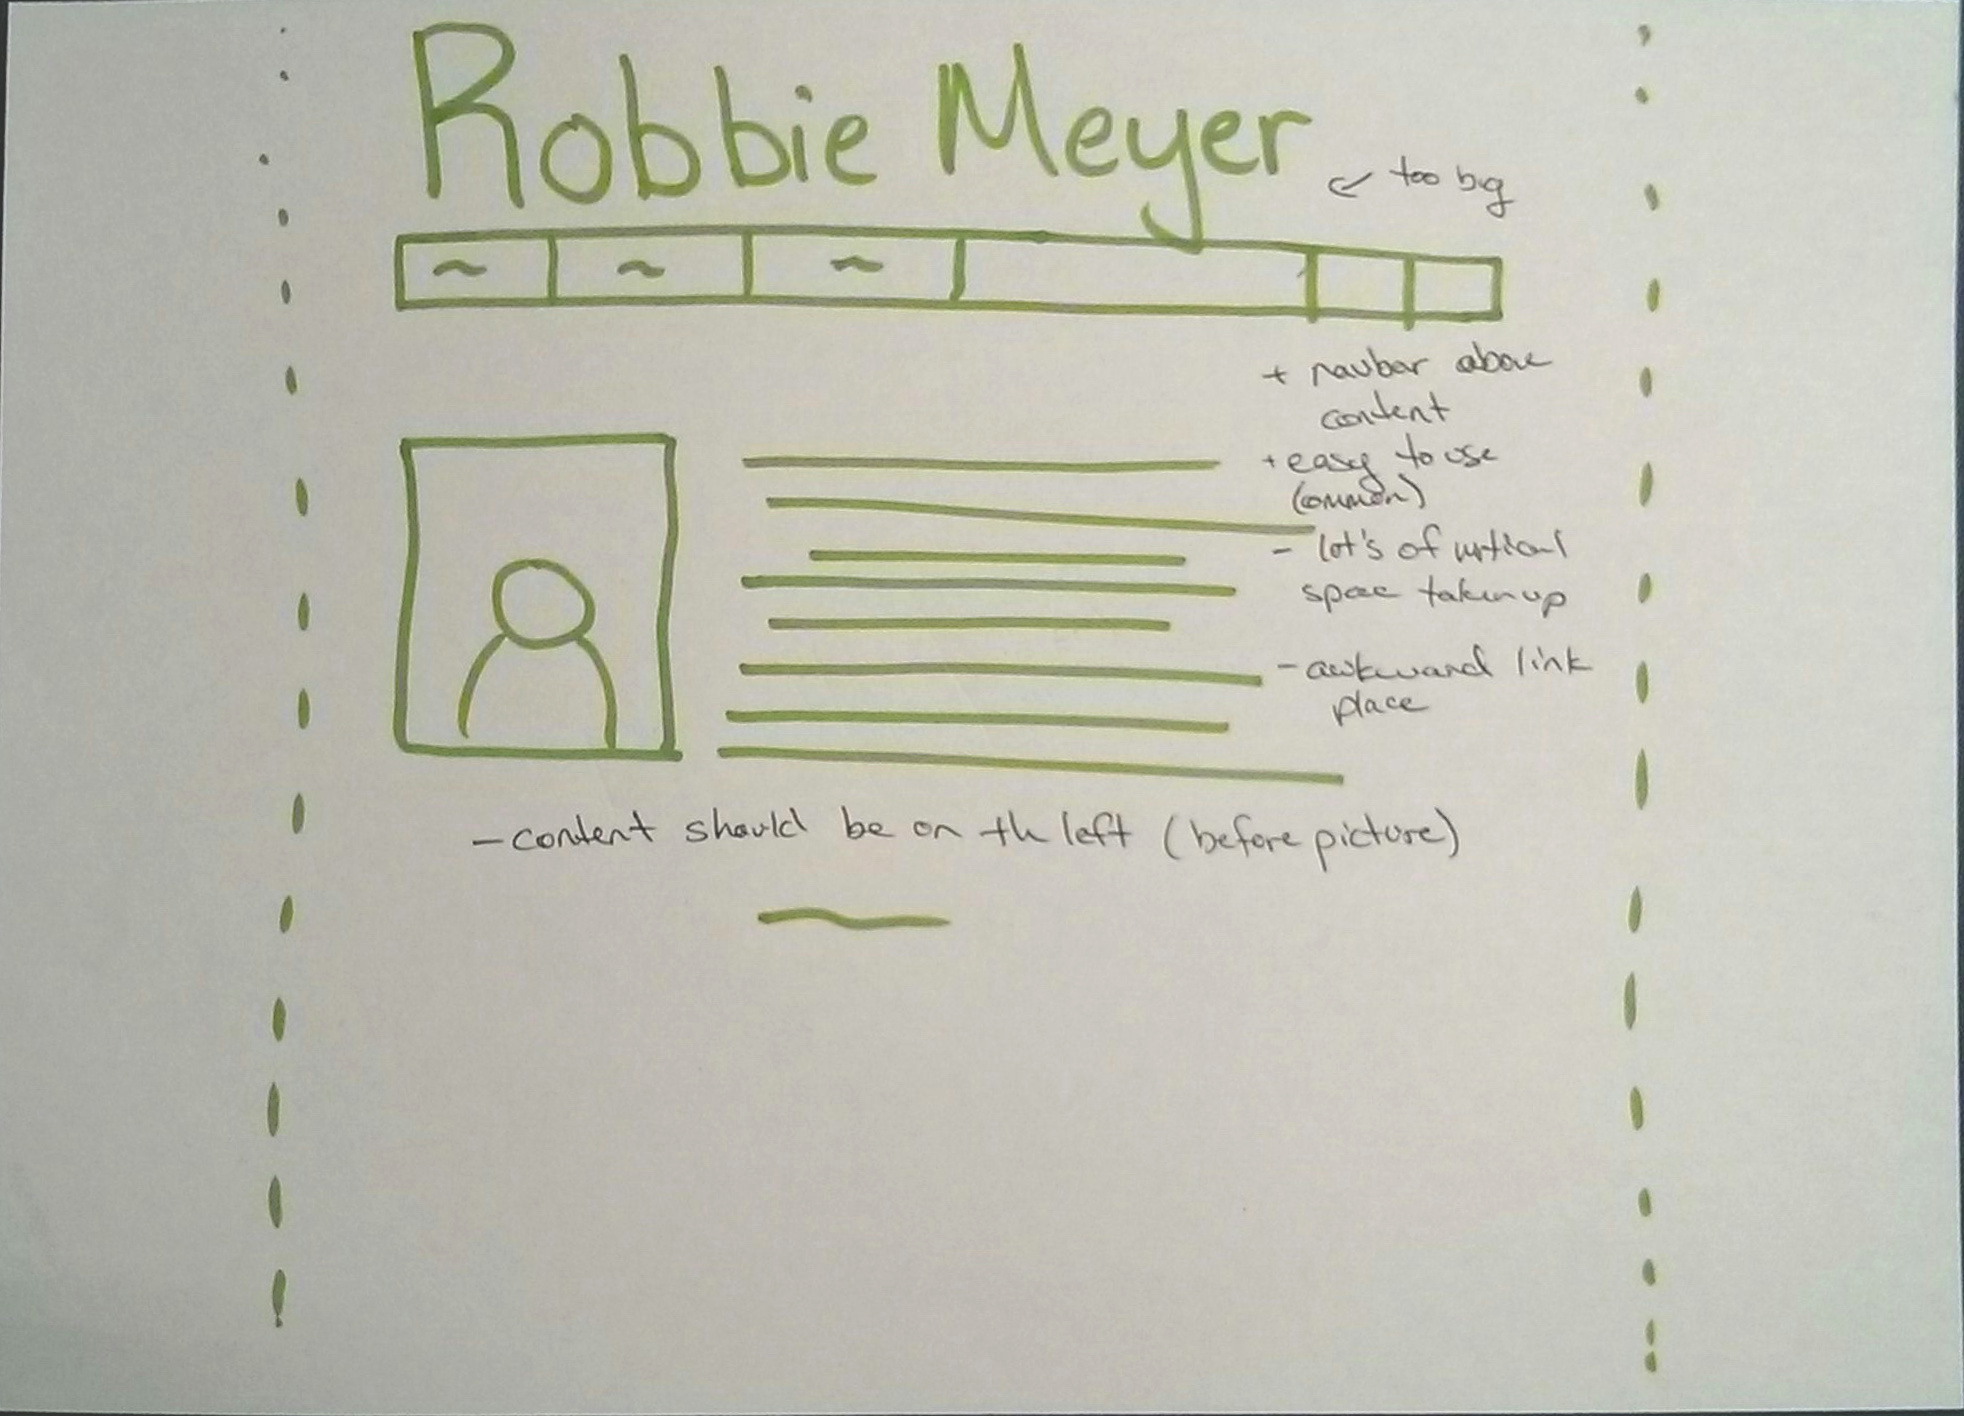 Robbie Meyer
too big
~ ~ ~
+ navbar above
content
+ easy to use
(common)
- lot's of vertical
space taken up
- awkward link
place
- content should be on th left (before picture)